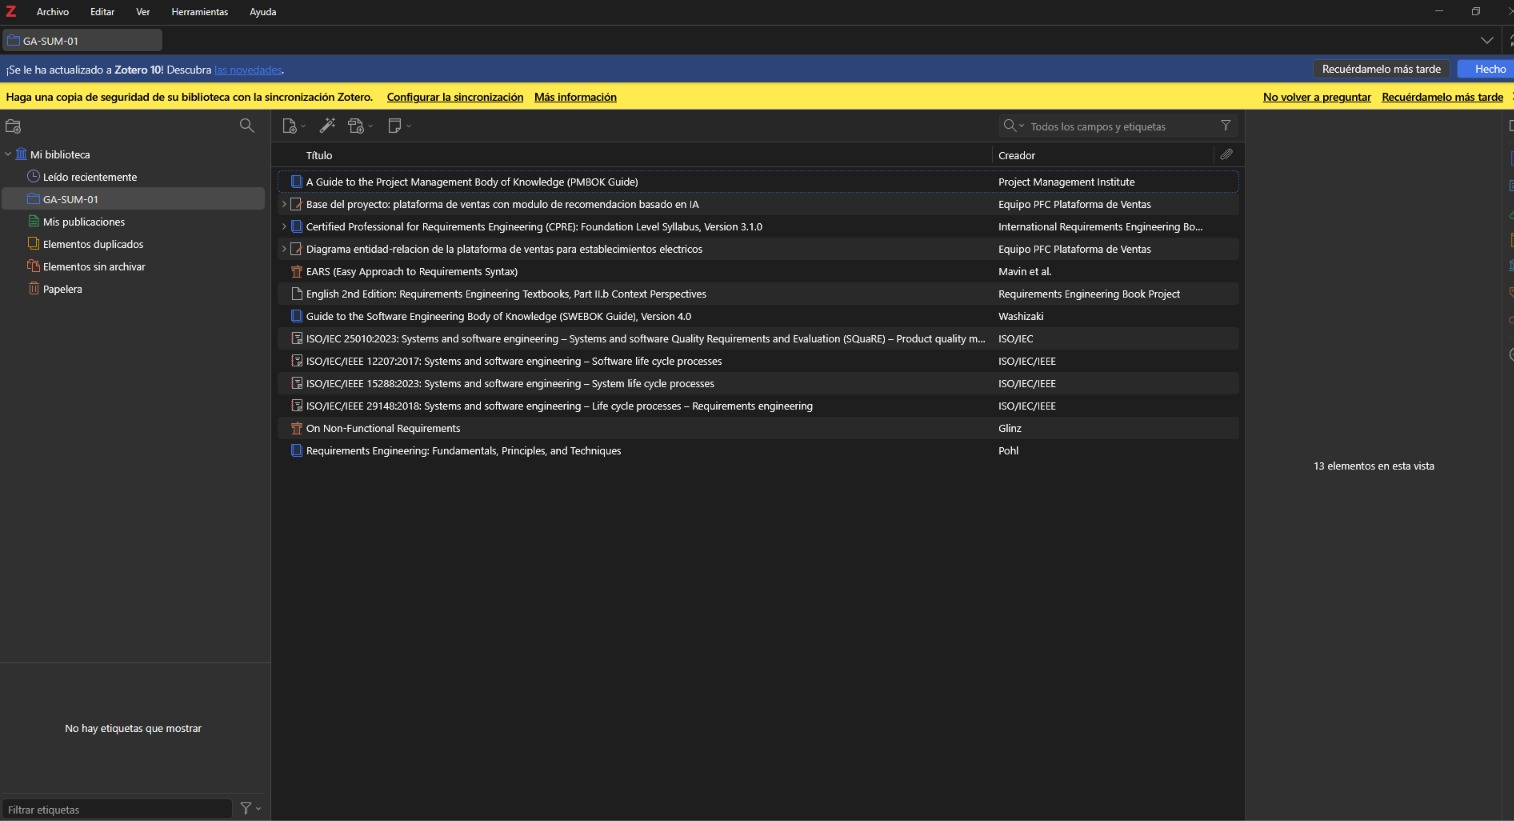 Z Archivo Editar Ver Herramientas Ayuda
GA-SUM-01
¡Se le ha actualizado a Zotero 10! Descubra las novedades. Recuérdamelo más tarde Hecho
Haga una copia de seguridad de su biblioteca con la sincronización Zotero. Configurar la sincronización Más información No volver a preguntar Recuérdamelo más tarde
Todos los campos y etiquetas
Mi biblioteca
Leído recientemente
GA-SUM-01
Mis publicaciones
Elementos duplicados
Elementos sin archivar
Papelera
Título Creador
A Guide to the Project Management Body of Knowledge (PMBOK Guide) Project Management Institute
Base del proyecto: plataforma de ventas con modulo de recomendacion basado en IA Equipo PFC Plataforma de Ventas
Certified Professional for Requirements Engineering (CPRE): Foundation Level Syllabus, Version 3.1.0 International Requirements Engineering Bo...
Diagrama entidad-relacion de la plataforma de ventas para establecimientos electricos Equipo PFC Plataforma de Ventas
EARS (Easy Approach to Requirements Syntax) Mavin et al.
English 2nd Edition: Requirements Engineering Textbooks, Part II.b Context Perspectives Requirements Engineering Book Project
Guide to the Software Engineering Body of Knowledge (SWEBOK Guide), Version 4.0 Washizaki
ISO/IEC 25010:2023: Systems and software engineering – Systems and software Quality Requirements and Evaluation (SQuaRE) – Product quality m... ISO/IEC
ISO/IEC/IEEE 12207:2017: Systems and software engineering – Software life cycle processes ISO/IEC/IEEE
ISO/IEC/IEEE 15288:2023: Systems and software engineering – System life cycle processes ISO/IEC/IEEE
ISO/IEC/IEEE 29148:2018: Systems and software engineering – Life cycle processes – Requirements engineering ISO/IEC/IEEE
On Non-Functional Requirements Glinz
Requirements Engineering: Fundamentals, Principles, and Techniques Pohl
13 elementos en esta vista
No hay etiquetas que mostrar
Filtrar etiquetas